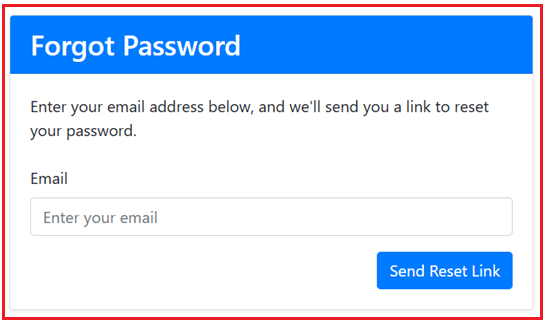 Forgot Password
Enter your email address below, and we'll send you a link to reset
your password.
Email
Enter your email
Send Reset Link